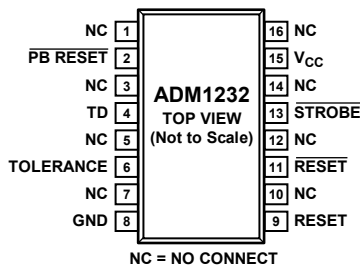 NC 1 16 NC
PB RESET 2 15 VCC
NC 3 14 NC
TD 4 13 STROBE
NC 5 12 NC
TOLERANCE 6 11 RESET
NC 7 10 NC
GND 8 9 RESET
ADM1232
TOP VIEW
(Not to Scale)
NC = NO CONNECT